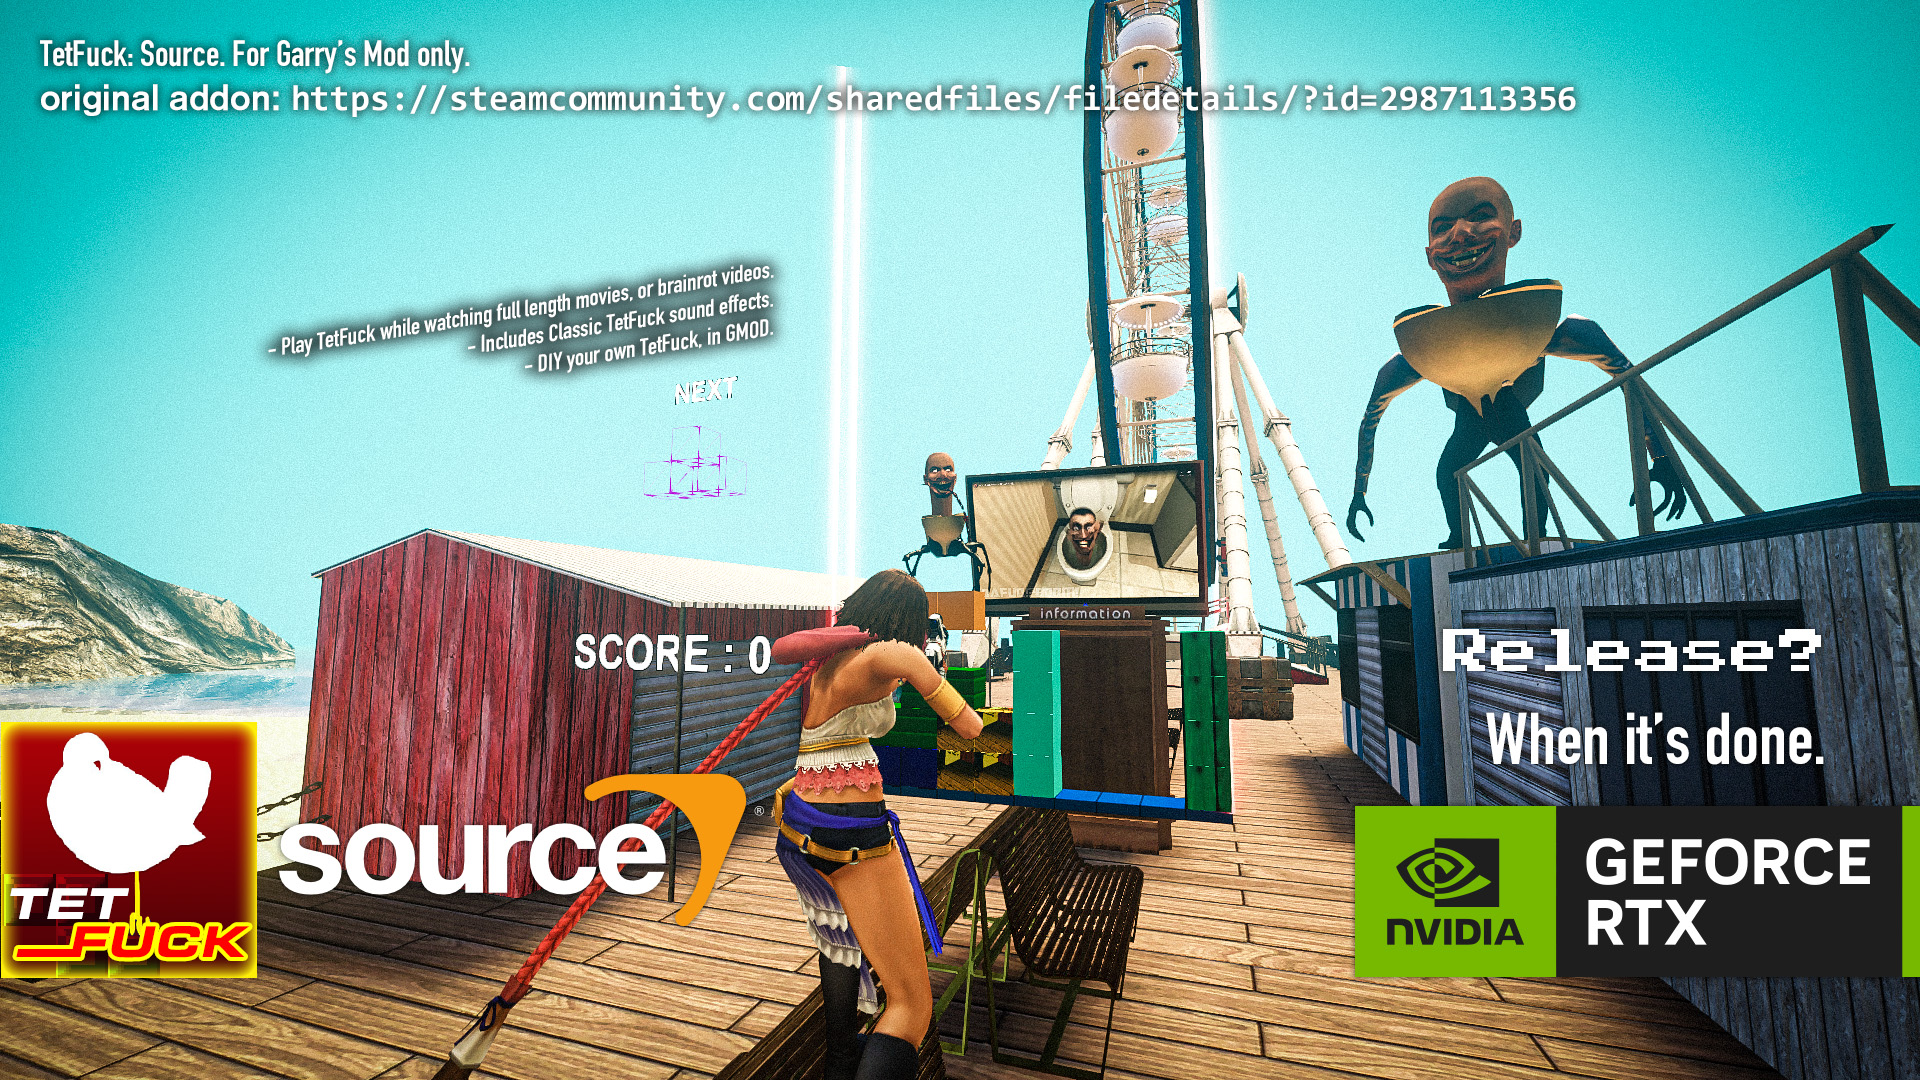 TetFuck: Source. For Garry's Mod only.
original addon: https://steamcommunity.com/sharedfiles/filedetails/?id=2987113356
- Play TetFuck while watching full length movies, or brainrot videos.
- Includes Classic TetFuck sound effects.
- DIY your own TetFuck, in GMOD.
NEXT
information
SCORE : 0
Release?
When it's done.
TET
FUCK
source
®
NVIDIA
GEFORCE
RTX